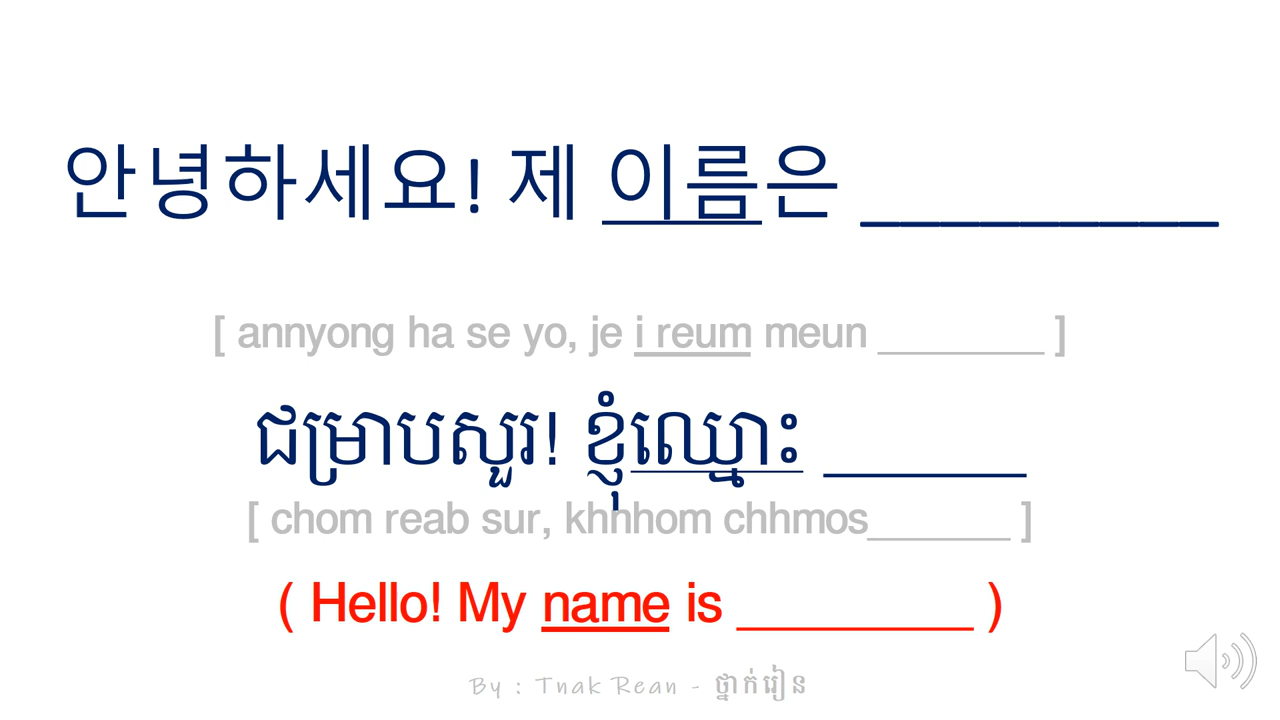 안녕하세요! 제 이름은 _________
[ annyong ha se yo, je i reum meun ________ ]
ជម្រាបសួរ! ខ្ញុំឈ្មោះ ______
[ chom reab sur, khhhom chhmos_______ ]
( Hello! My name is _________ )
By : Tnak Rean - ថ្នាក់រៀន